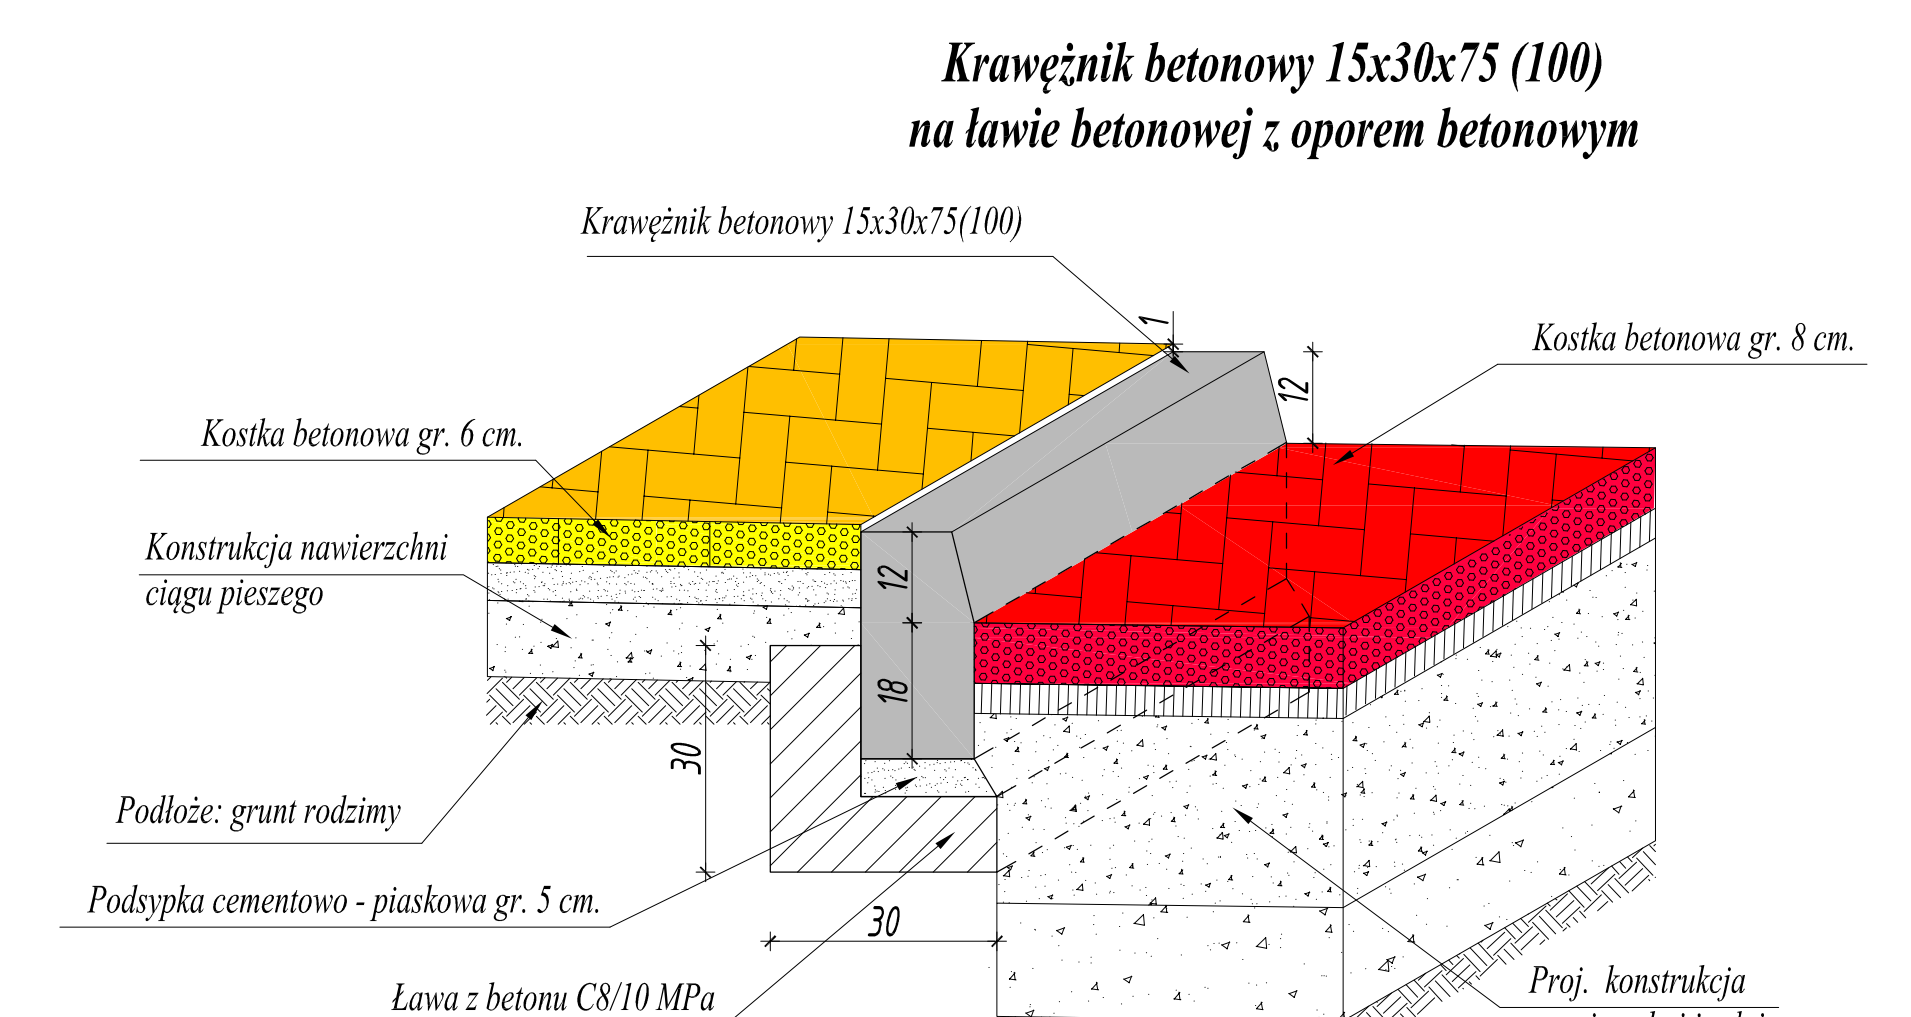 Krawężnik betonowy 15x30x75 (100)
na ławie betonowej z oporem betonowym
Krawężnik betonowy 15x30x75(100)
1
Kostka betonowa gr. 8 cm.
12
Kostka betonowa gr. 6 cm.
Konstrukcja nawierzchni
ciągu pieszego
12
18
30
Podłoże: grunt rodzimy
Podsypka cementowo - piaskowa gr. 5 cm.
30
Ława z betonu C8/10 MPa
Proj. konstrukcja